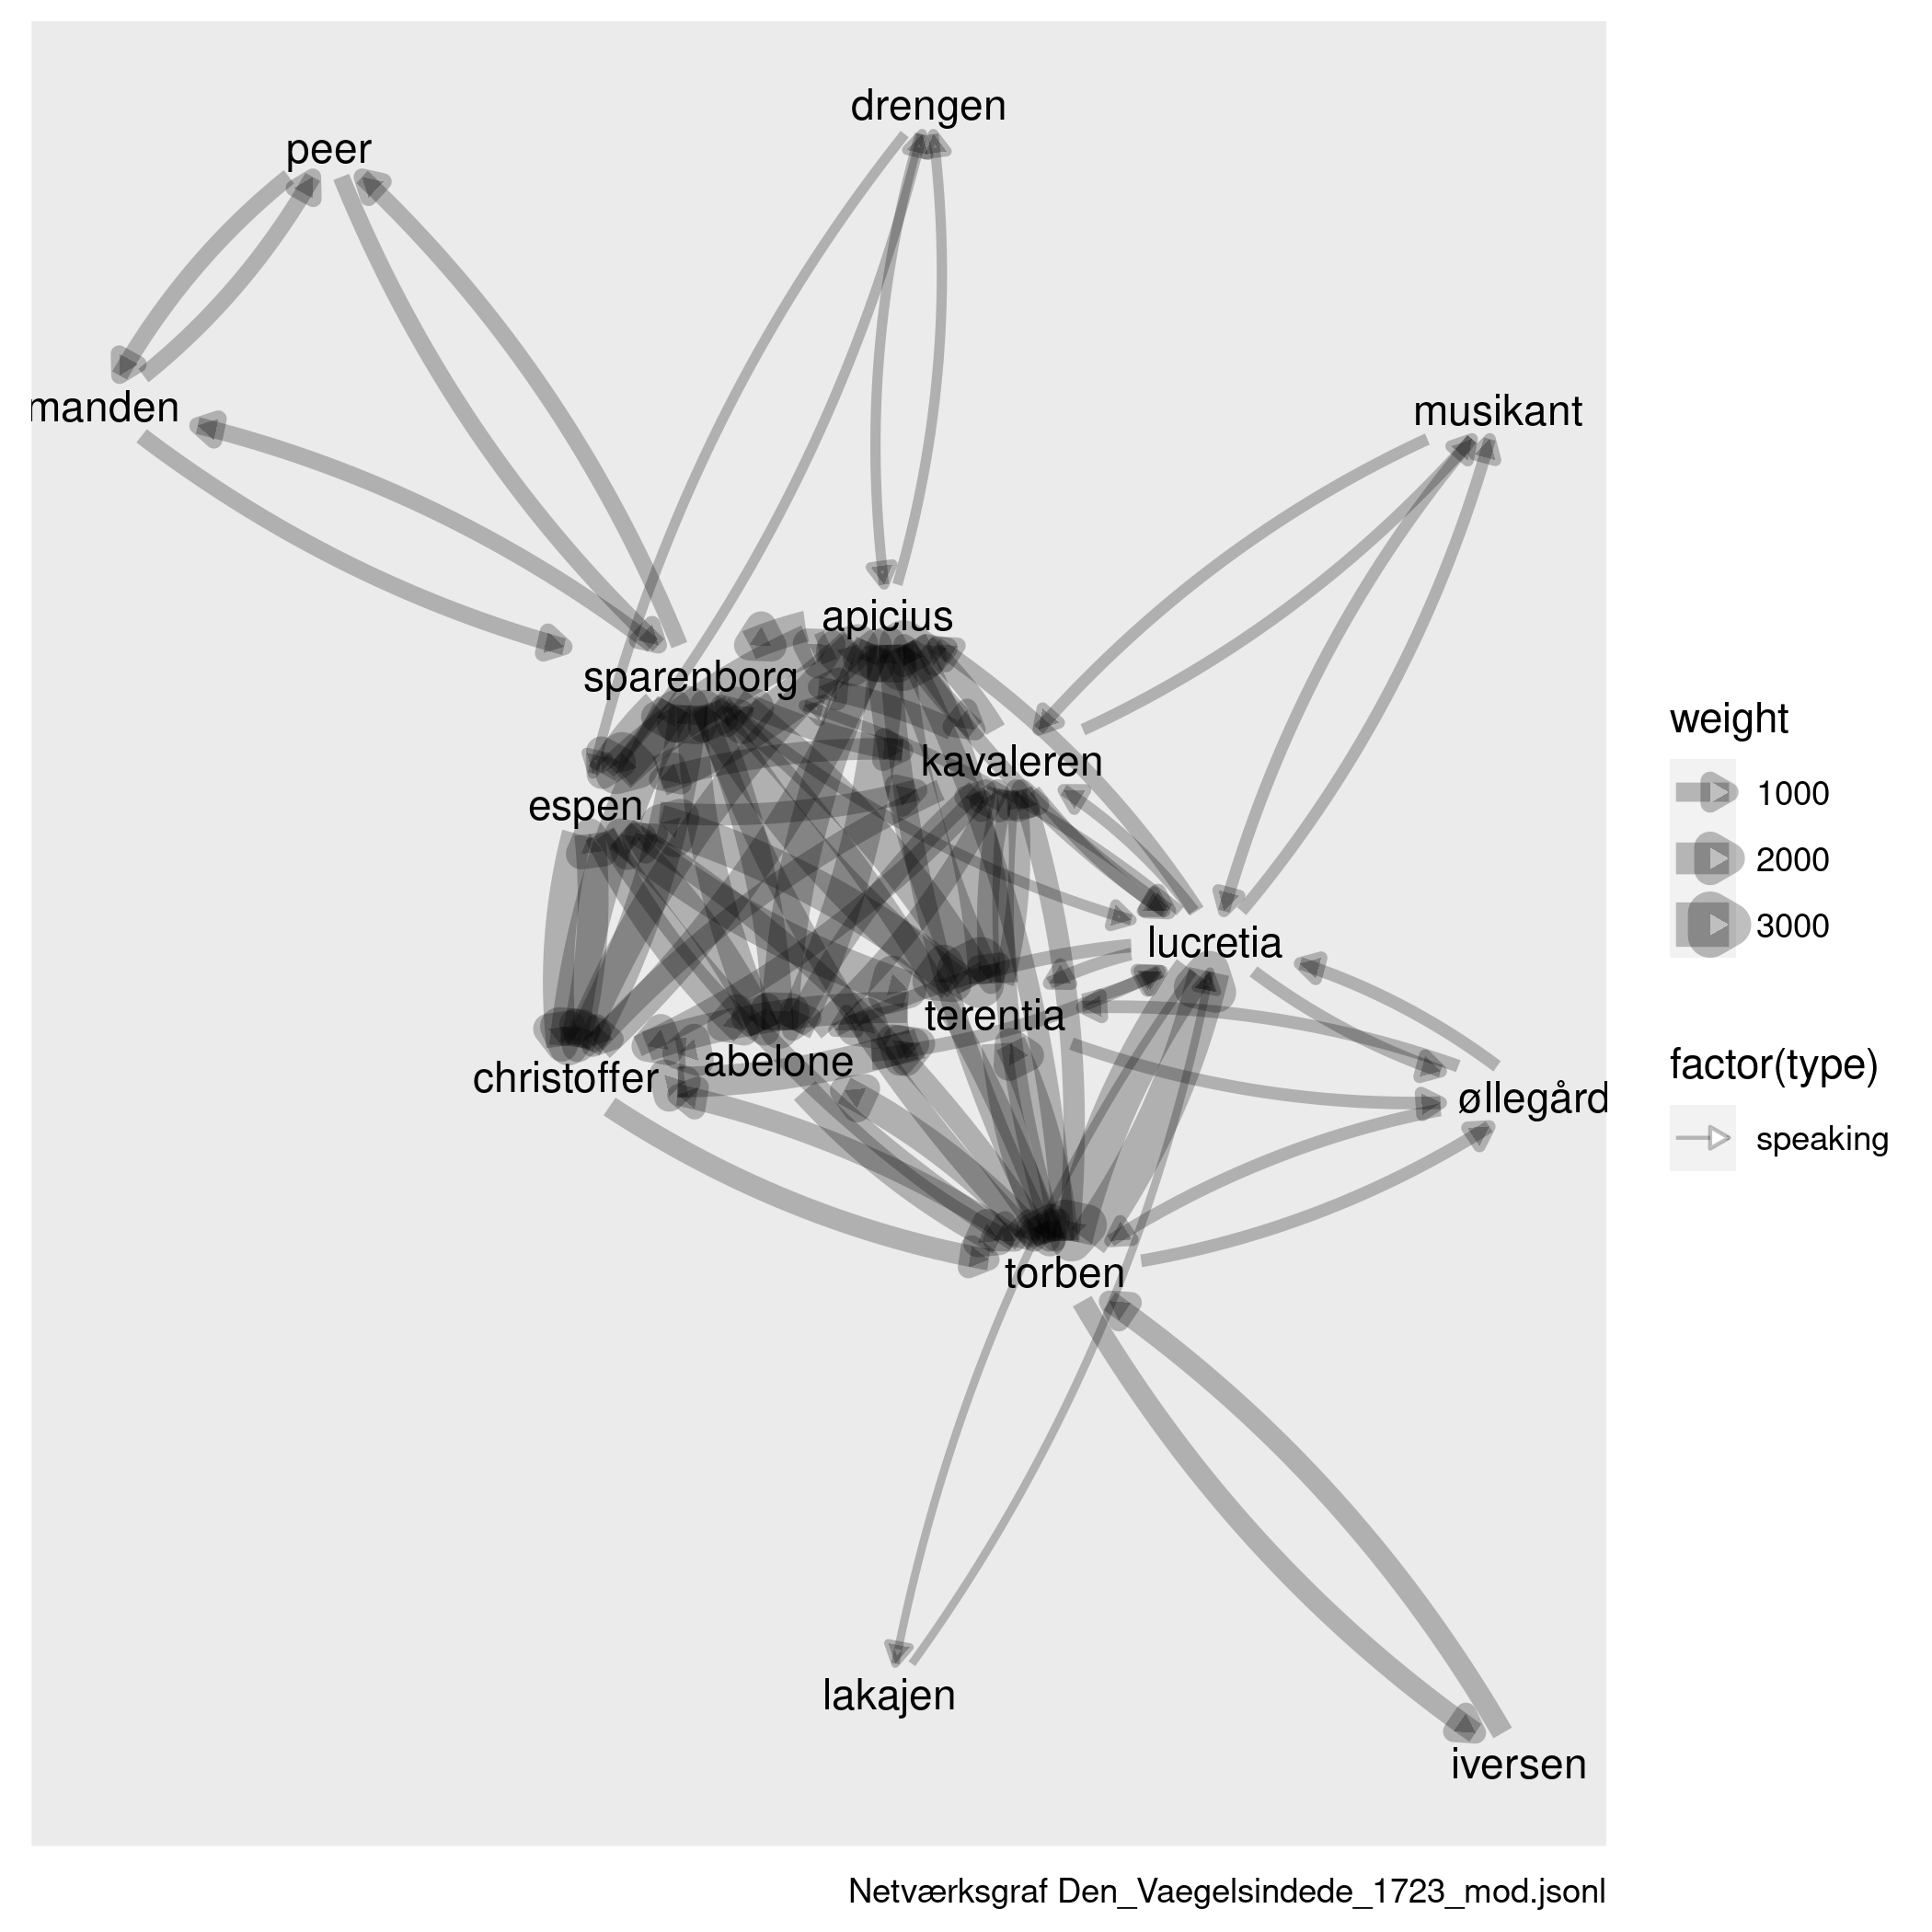 drengen
peer
manden
musikant
apicius
sparenborg
kavaleren
espen
lucretia
terentia
abelone
christoffer
øllegård
torben
lakajen
iversen
weight
1000
2000
3000
factor(type)
speaking
Netværksgraf Den_Vaegelsindede_1723_mod.jsonl